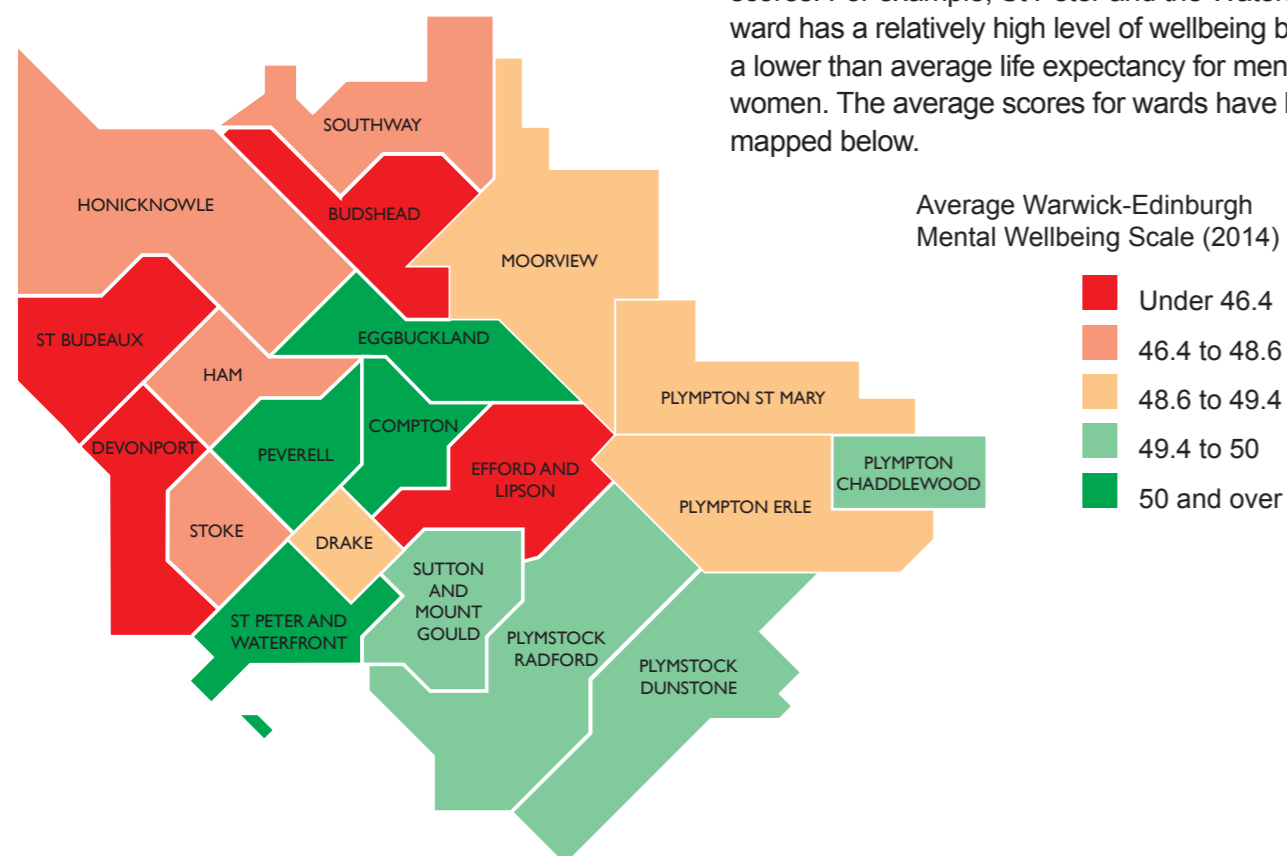 ward has a relatively high level of wellbeing b
a lower than average life expectancy for men
women. The average scores for wards have
mapped below.
Average Warwick-Edinburgh
Mental Wellbeing Scale (2014)
Under 46.4
46.4 to 48.6
48.6 to 49.4
49.4 to 50
50 and over
SOUTHWAY
HONICKNOWLE
BUDSHEAD
MOORVIEW
ST BUDEAUX
EGGBUCKLAND
HAM
PLYMPTON ST MARY
DEVONPORT
PEVERELL
COMPTON
EFFORD AND
LIPSON
PLYMPTON
CHADDLEWOOD
PLYMPTON ERLE
STOKE
DRAKE
SUTTON
AND
MOUNT
GOULD
ST PETER AND
WATERFRONT
PLYMSTOCK
RADFORD
PLYMSTOCK
DUNSTONE